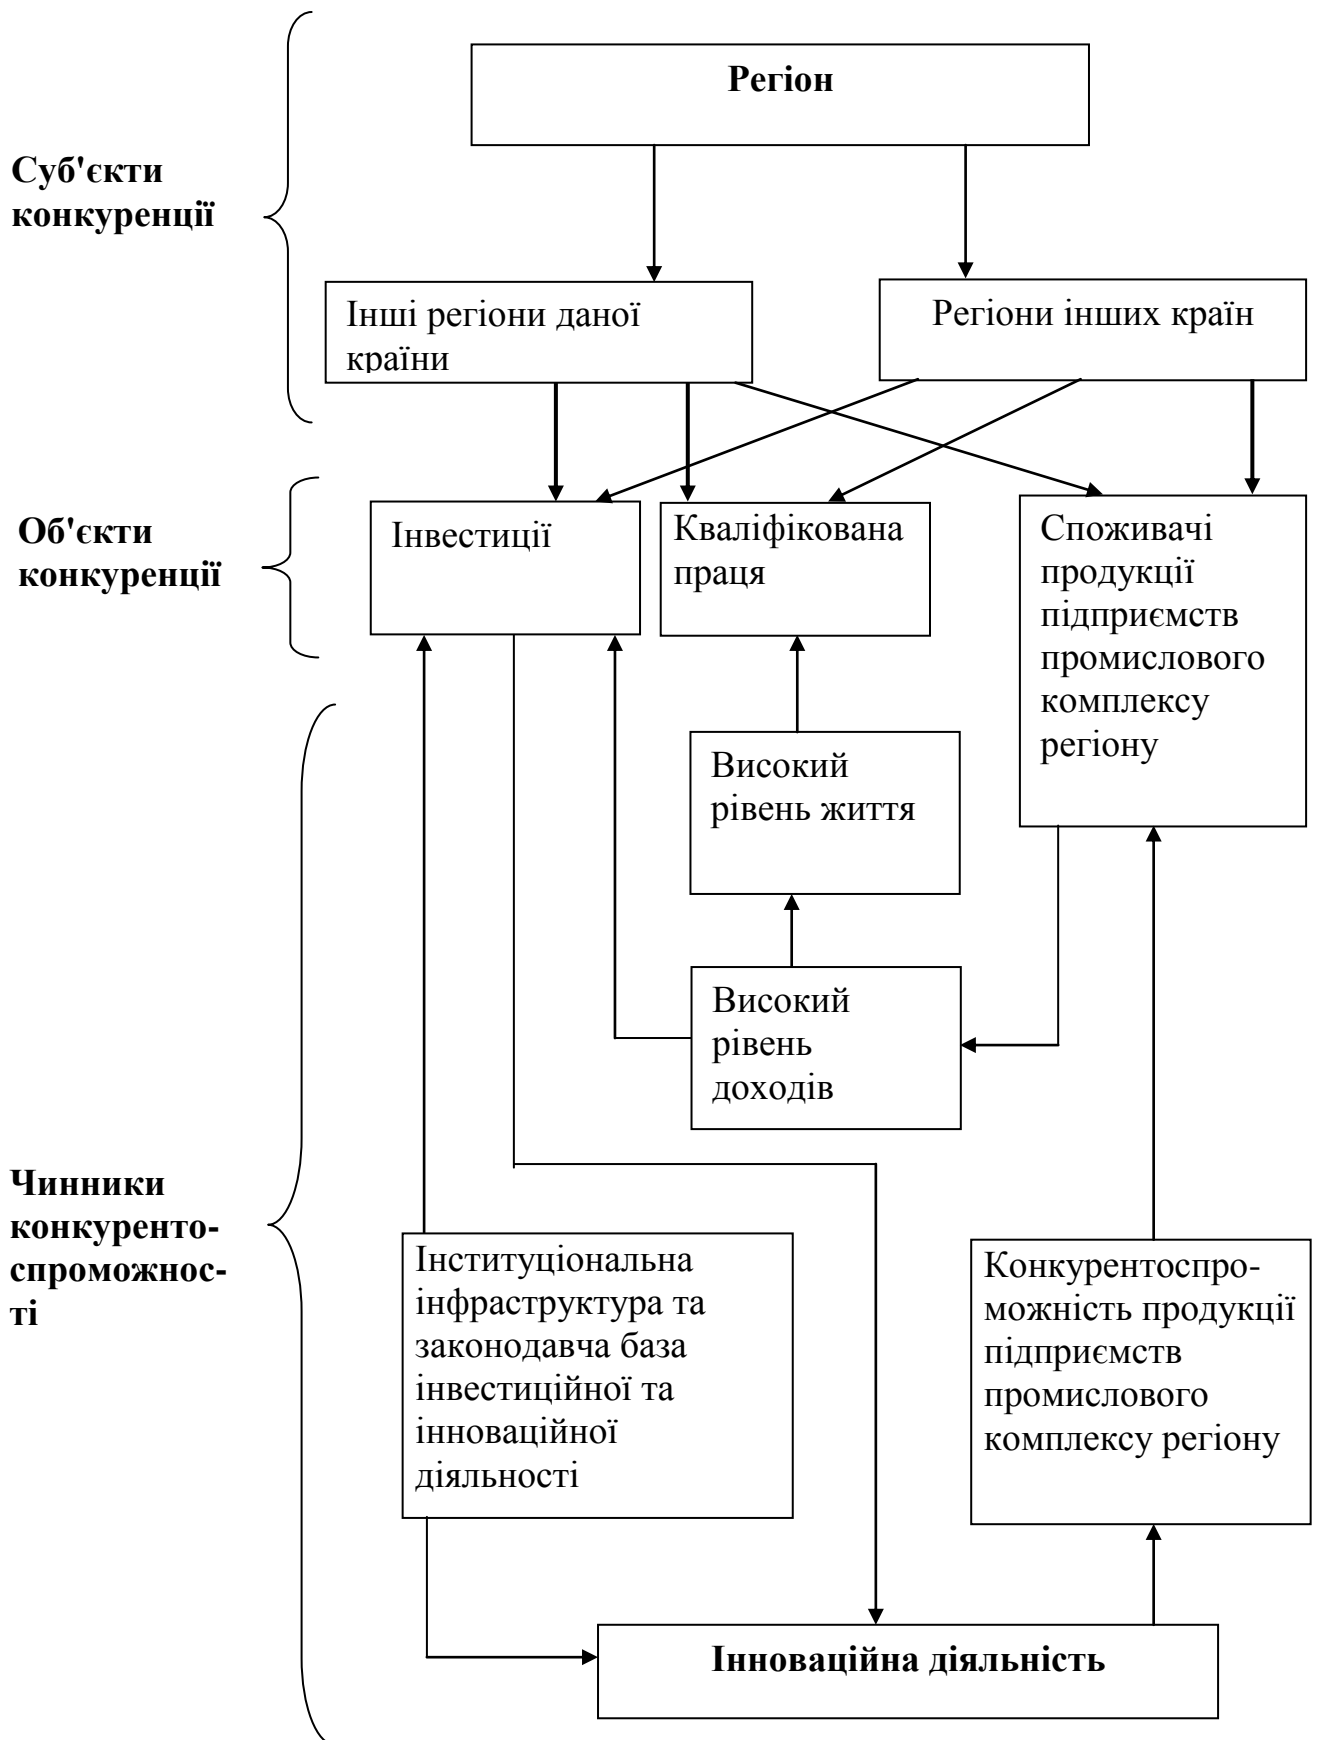 Регіон
Суб'єкти
конкуренції
Інші регіони даної
країни
Регіони інших країн
Об'єкти
конкуренції
Інвестиції
Кваліфікована
праця
Споживачі
продукції
підприємств
промислового
комплексу
регіону
Високий
рівень життя
Високий
рівень
доходів
Чинники
конкуренто-
спроможнос-
ті
Інституціональна
інфраструктура та
законодавча база
інвестиційної та
інноваційної
діяльності
Конкурентоспро-
можність продукції
підприємств
промислового
комплексу регіону
Інноваційна діяльність